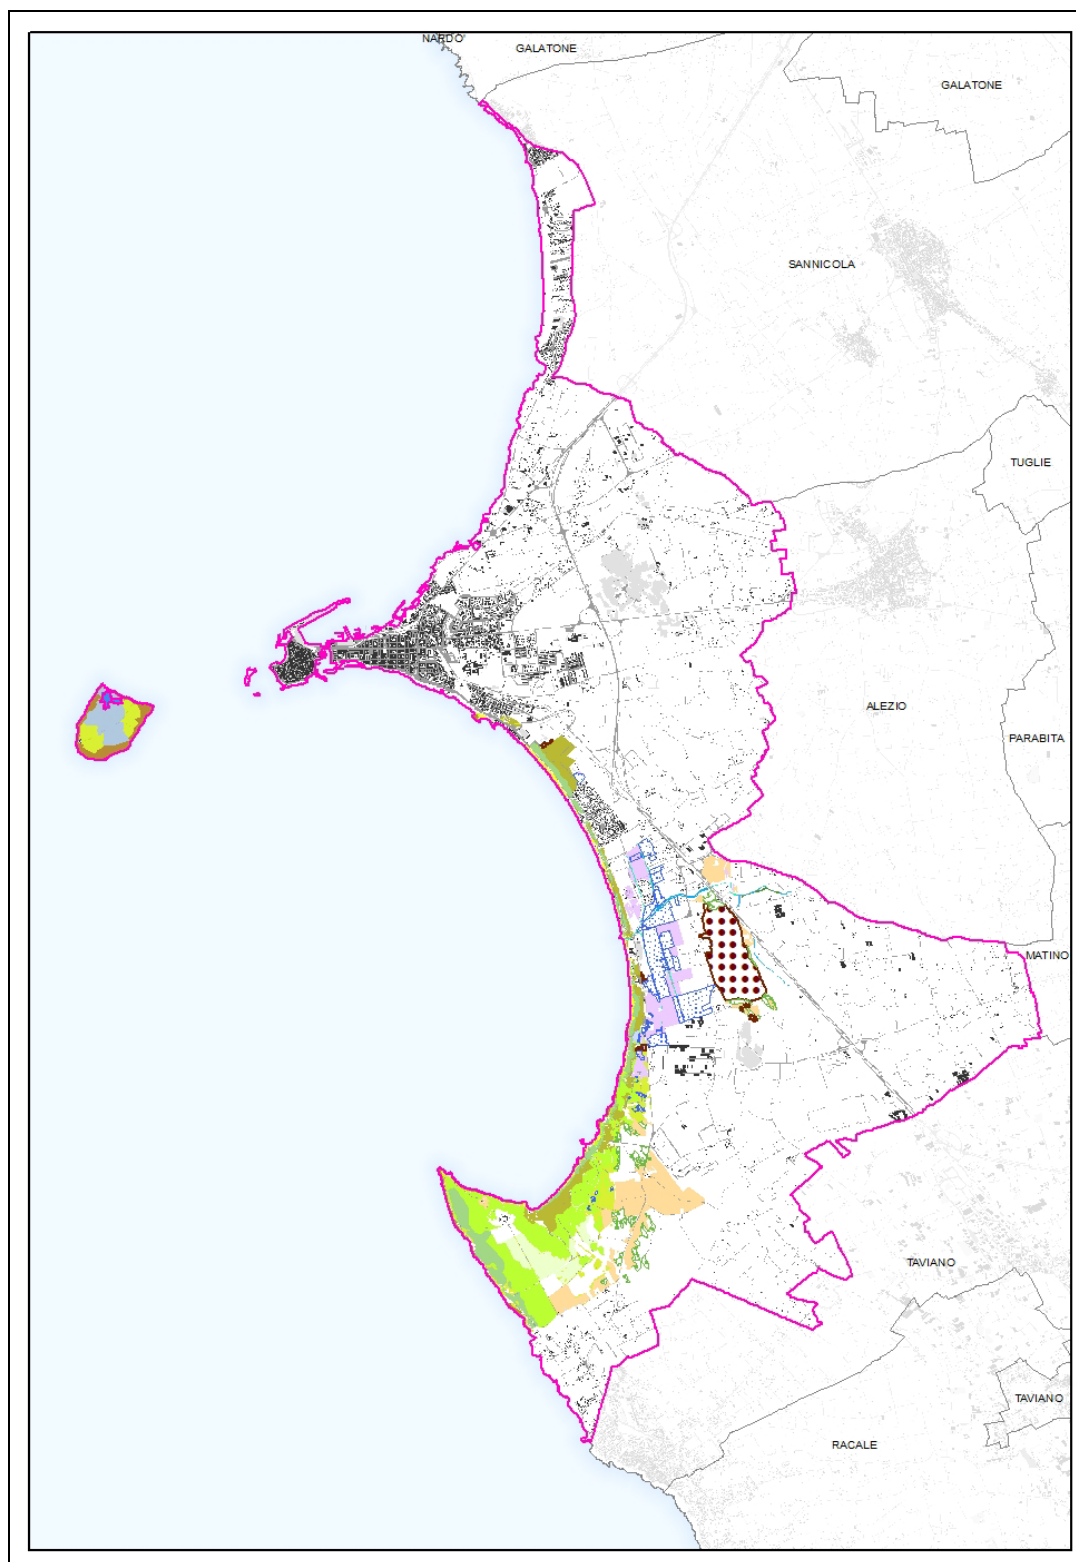 NARDO'
GALATONE
GALATONE
SANNICOLA
TUGLIE
ALEZIO
PARABITA
MATINO
TAVIANO
TAVIANO
RACALE